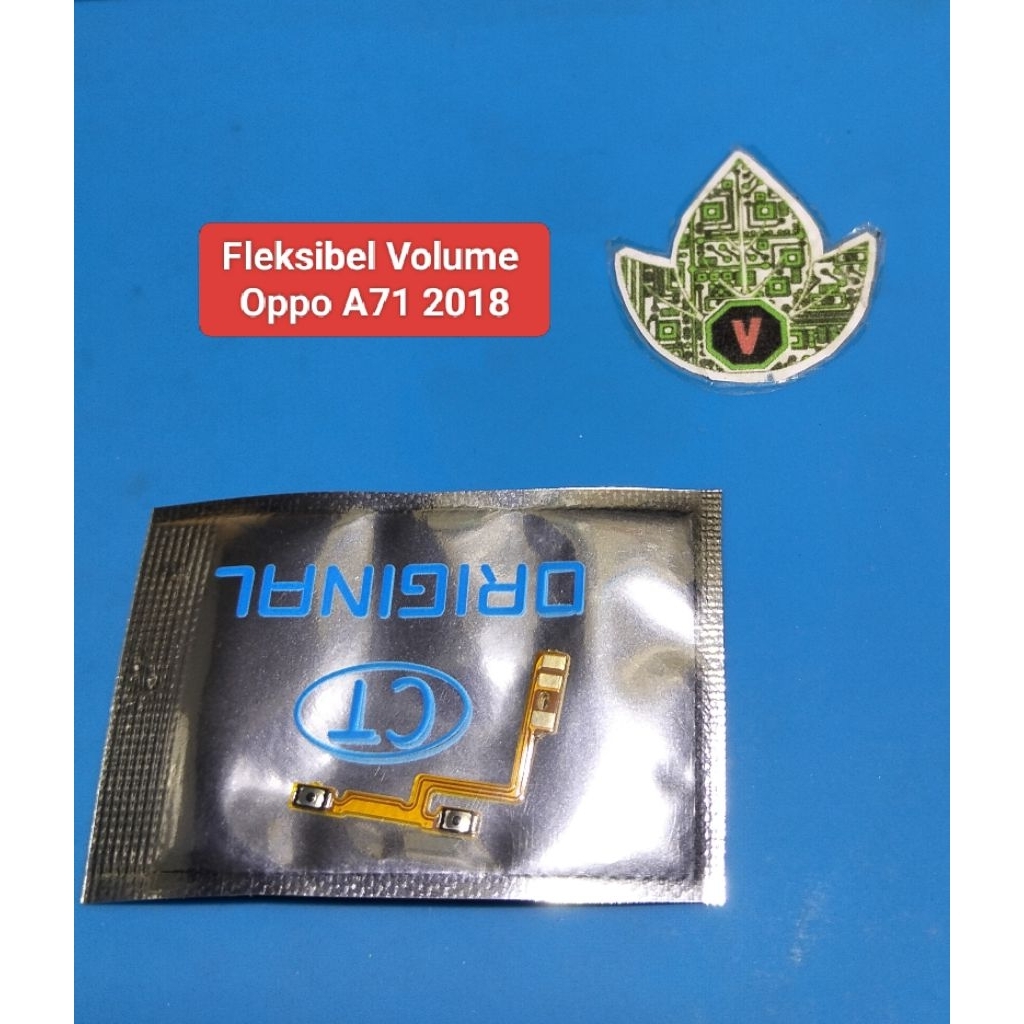 Fleksibel Volume
Oppo A71 2018
V
ORIGINAL
CT